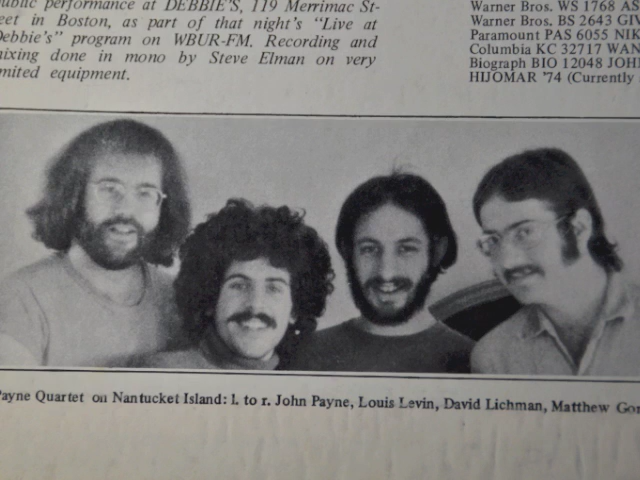 public performance at DEBBIE'S, 119 Merrimac St-
eet in Boston, as part of that night's "Live at
Debbie's" program on WBUR-FM. Recording and
mixing done in mono by Steve Elman on very
imited equipment.
Warner Bros. WS 1768 AS
Warner Bros. BS 2643 GIV
Paramount PAS 6055 NIK
Columbia KC 32717 WAN
Biograph BIO 12048 JOH
HIJOMAR '74 (Currently
Payne Quartet on Nantucket Island: l. to r. John Payne, Louis Levin, David Lichman, Matthew Gor